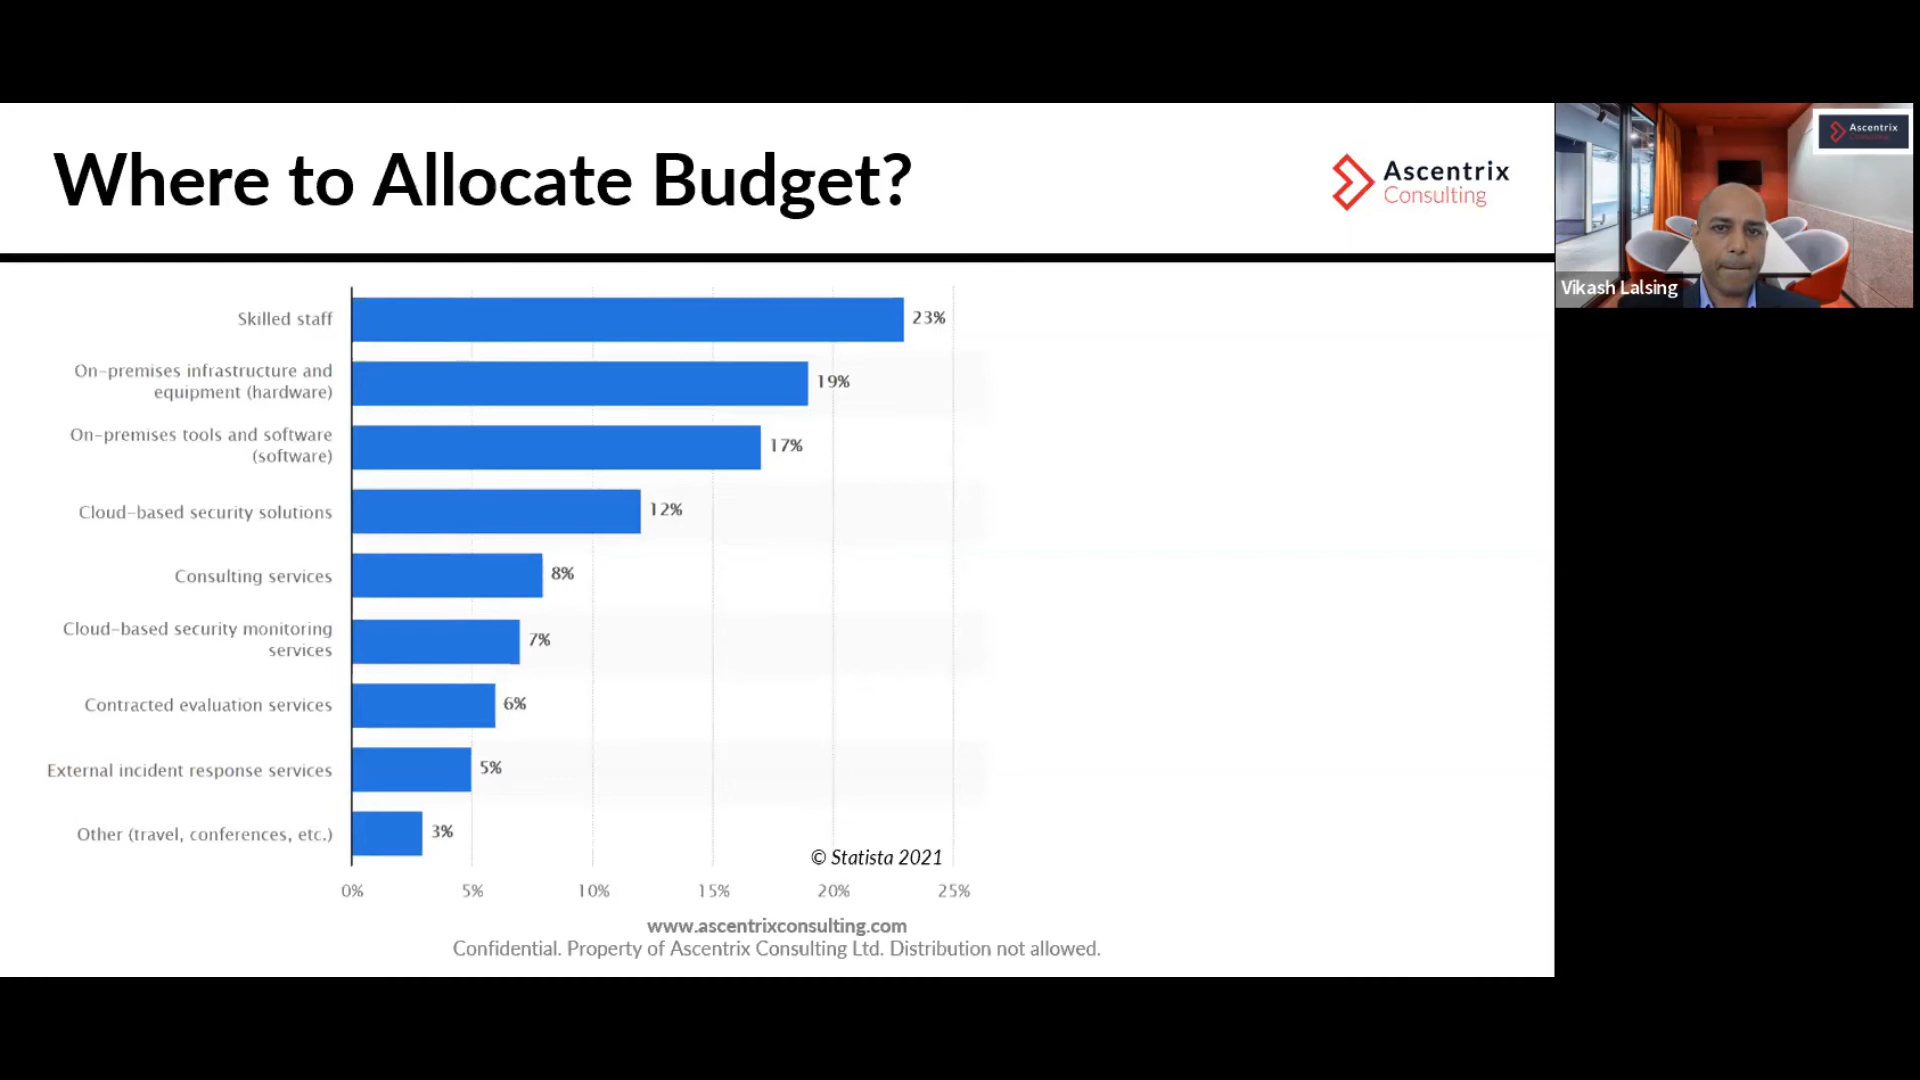 Where to Allocate Budget?
Ascentrix
Consulting
Skilled staff
23%
On-premises infrastructure and
equipment (hardware)
19%
On-premises tools and software
(software)
17%
Cloud-based security solutions
12%
Consulting services
8%
Cloud-based security monitoring
services
7%
Contracted evaluation services
6%
External incident response services
5%
Other (travel, conferences, etc.)
3%
© Statista 2021
0% 5% 10% 15% 20% 25%
www.ascentrixconsulting.com
Confidential. Property of Ascentrix Consulting Ltd. Distribution not allowed.
Ascentrix
Consulting
Vikash Lalsing